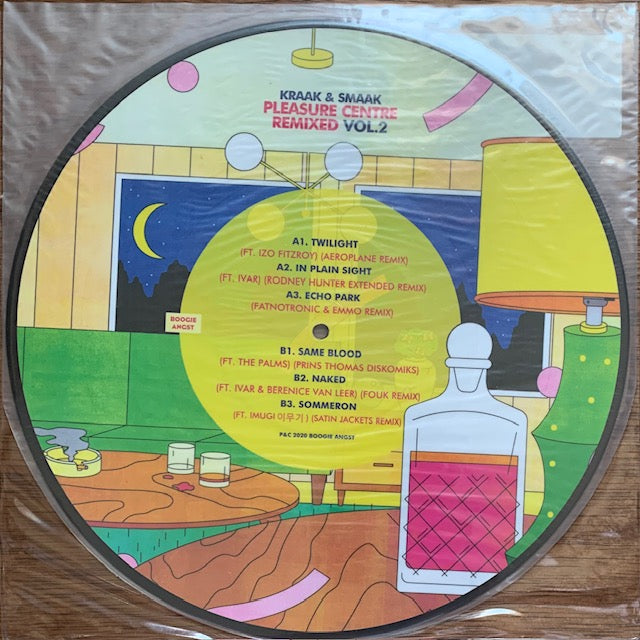 KRAAK & SMAAK
PLEASURE CENTRE
REMIXED VOL.2
A1. TWILIGHT
(FT. IZO FITZROY) (AEROPLANE REMIX)
A2. IN PLAIN SIGHT
(FT. IVAR) (RODNEY HUNTER EXTENDED REMIX)
A3. ECHO PARK
(FATNOTRONIC & EMMO REMIX)
BOOGIE
ANGST
B1. SAME BLOOD
(FT. THE PALMS) (PRINS THOMAS DISKOMIKS)
B2. NAKED
(FT. IVAR & BERENICE VAN LEER) (FOUK REMIX)
B3. SOMMERON
(FT. IMUGI 이무기 ) (SATIN JACKETS REMIX)
P&C 2020 BOOGIE ANGST